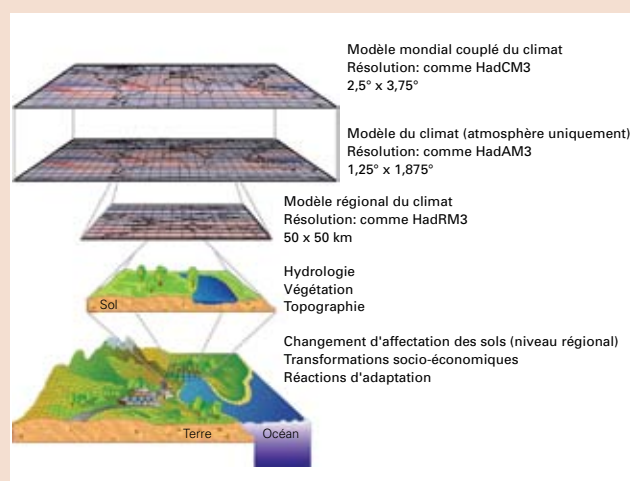 Modèle mondial couplé du climat
Résolution: comme HadCM3
2,5° x 3,75°
Modèle du climat (atmosphère uniquement)
Résolution: comme HadAM3
1,25° x 1,875°
Modèle régional du climat
Résolution: comme HadRM3
50 x 50 km
Hydrologie
Végétation
Topographie
Sol
Changement d'affectation des sols (niveau régional)
Transformations socio-économiques
Réactions d'adaptation
Terre
Océan